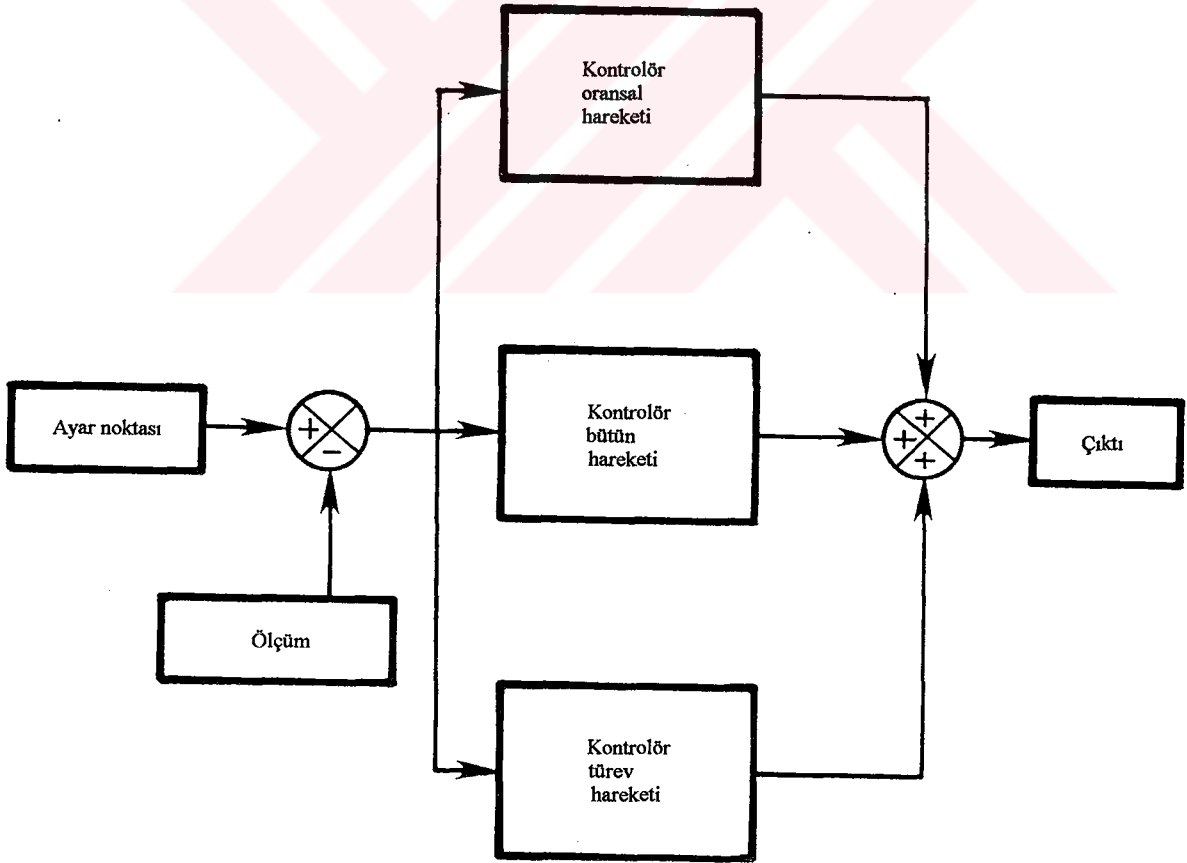 Kontrolör
oransal
hareketi
Ayar noktası
+
-
Kontrolör
bütün
hareketi
+
+
+
Çıktı
Ölçüm
Kontrolör
türev
hareketi